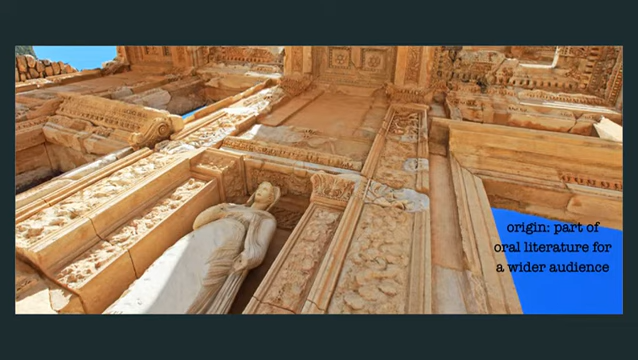 origin: part of
oral literature for
a wider audience